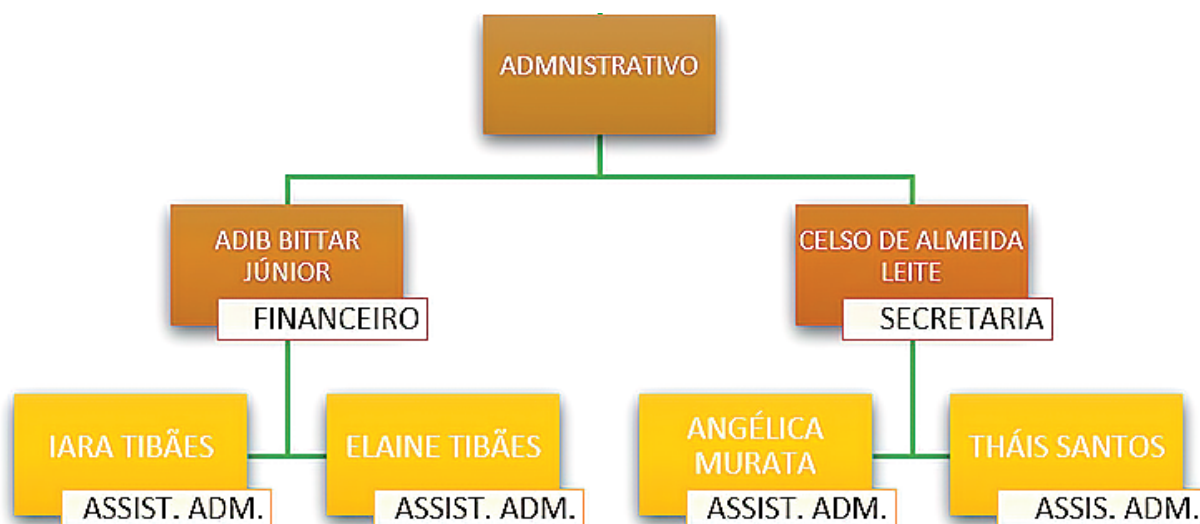 ADMNISTRATIVO
ADIB BITTAR
JÚNIOR
FINANCEIRO
CELSO DE ALMEIDA
LEITE
SECRETARIA
IARA TIBÃES
ASSIST. ADM.
ELAINE TIBÃES
ASSIST. ADM.
ANGÉLICA
MURATA
ASSIST. ADM.
THÁIS SANTOS
ASSIS. ADM.